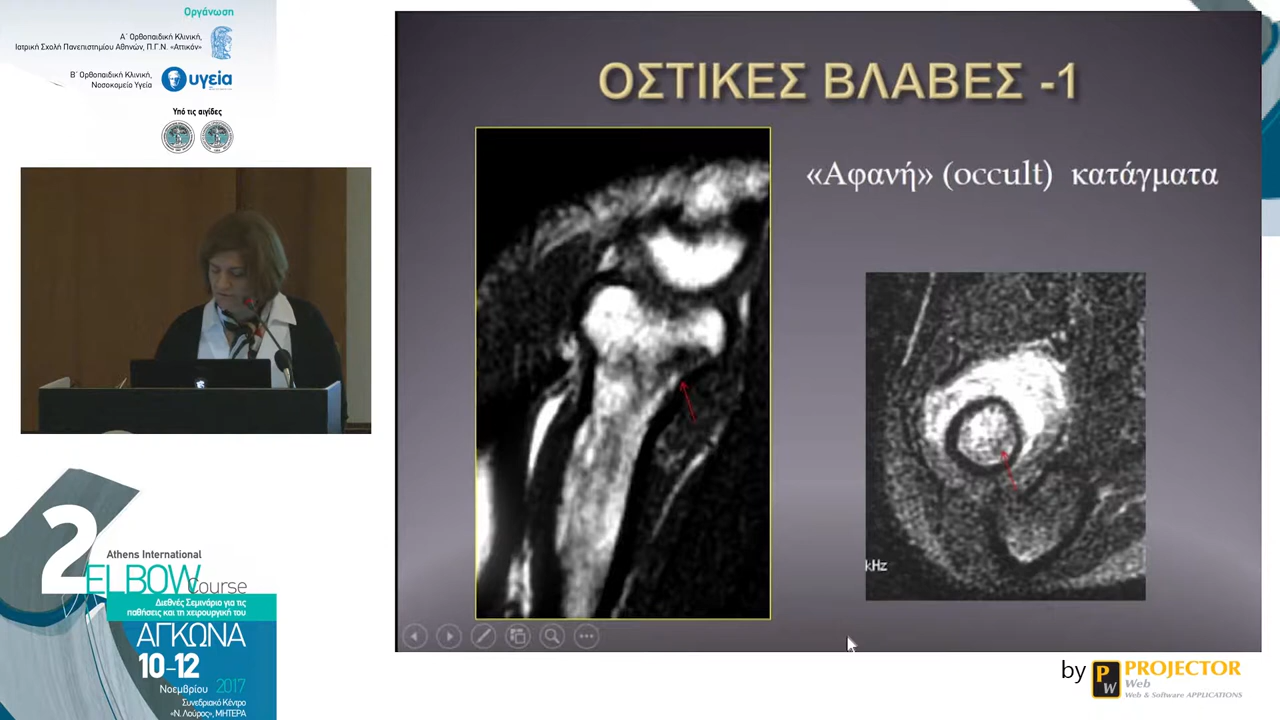 Οργάνωση
Α΄ Ορθοπαιδική Κλινική,
Ιατρική Σχολή Πανεπιστημίου Αθηνών, Π.Γ.Ν. «Αττικόν»
Β΄ Ορθοπαιδική Κλινική,
Νοσοκομείο Υγεία
υγεία
Υπό τις αιγίδες
ΟΣΤΙΚΕΣ ΒΛΑΒΕΣ -1
«Αφανή» (occult) κατάγματα
kHz
2
Athens International
ELBOW Course
Διεθνές Σεμινάριο για τις
παθήσεις και τη χειρουργική του
ΑΓΚΩΝΑ
10-12
Νοεμβρίου 2017
Συνεδριακό Κέντρο
«Ν. Λούρος», ΜΗΤΕΡΑ
by PW PROJECTOR
Web
Web & Software APPLICATIONS